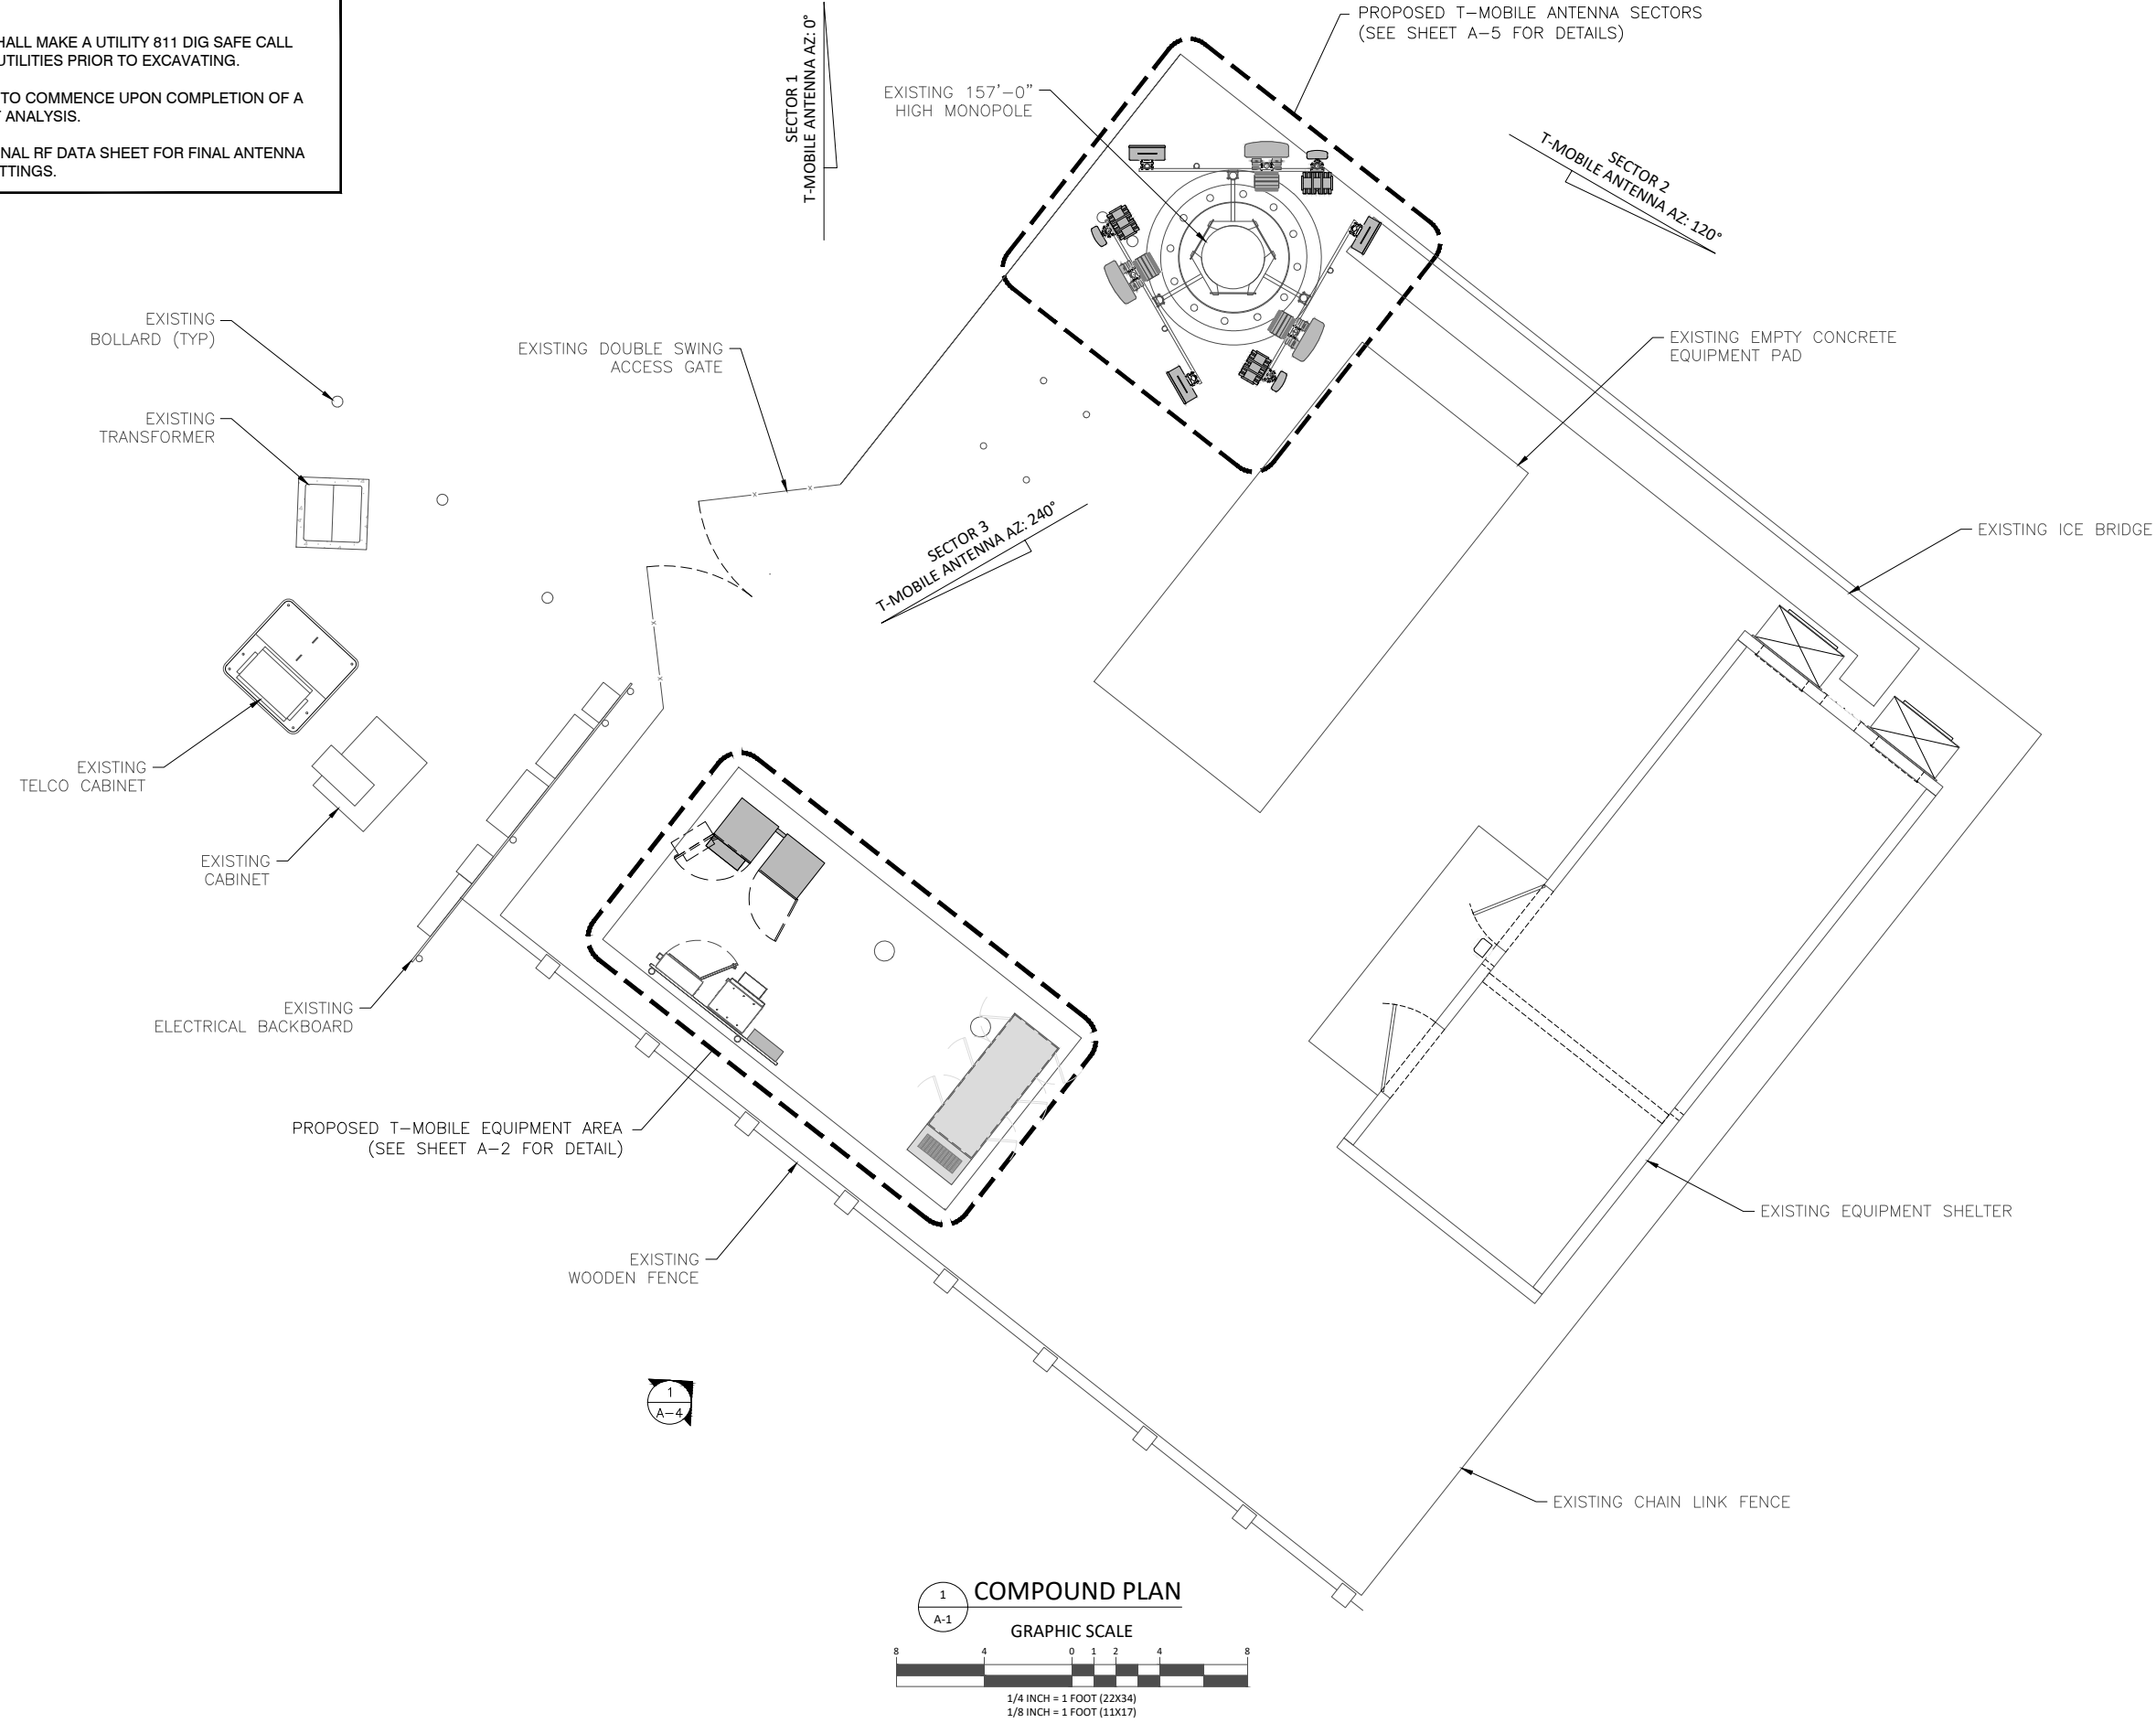 HALL MAKE A UTILITY 811 DIG SAFE CALL
UTILITIES PRIOR TO EXCAVATING.
TO COMMENCE UPON COMPLETION OF A
ANALYSIS.
NAL RF DATA SHEET FOR FINAL ANTENNA
TTINGS.
SECTOR 1
T-MOBILE ANTENNA AZ: 0°
PROPOSED T-MOBILE ANTENNA SECTORS
(SEE SHEET A-5 FOR DETAILS)
EXISTING 157'-0"
HIGH MONOPOLE
SECTOR 2
T-MOBILE ANTENNA AZ: 120°
EXISTING
BOLLARD (TYP)
EXISTING DOUBLE SWING
ACCESS GATE
EXISTING EMPTY CONCRETE
EQUIPMENT PAD
EXISTING
TRANSFORMER
SECTOR 3
T-MOBILE ANTENNA AZ: 240°
EXISTING ICE BRIDGE
EXISTING
TELCO CABINET
EXISTING
CABINET
EXISTING
ELECTRICAL BACKBOARD
PROPOSED T-MOBILE EQUIPMENT AREA
(SEE SHEET A-2 FOR DETAIL)
EXISTING EQUIPMENT SHELTER
EXISTING
WOODEN FENCE
1
A-4
EXISTING CHAIN LINK FENCE
1
A-1
COMPOUND PLAN
GRAPHIC SCALE
8 4 0 1 2 4 8
1/4 INCH = 1 FOOT (22X34)
1/8 INCH = 1 FOOT (11X17)